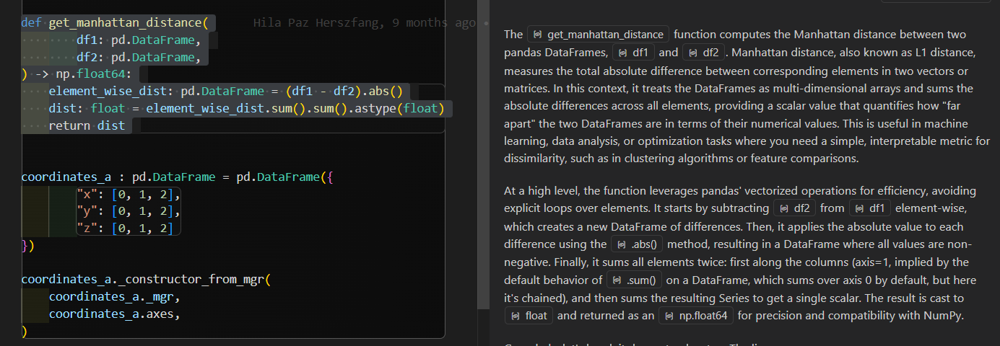 def get_manhattan_distance(
Hila Paz Herszfang, 9 months ago •
df1: pd.DataFrame,
df2: pd.DataFrame,
) -> np.float64:
element_wise_dist: pd.DataFrame = (df1 - df2).abs()
dist: float = element_wise_dist.sum().sum().astype(float)
return dist
coordinates_a : pd.DataFrame = pd.DataFrame({
"x": [0, 1, 2],
"y": [0, 1, 2],
"z": [0, 1, 2]
})
coordinates_a._constructor_from_mgr(
coordinates_a._mgr,
coordinates_a.axes,
)
The get_manhattan_distance function computes the Manhattan distance between two
pandas DataFrames, df1 and df2 . Manhattan distance, also known as L1 distance,
measures the total absolute difference between corresponding elements in two vectors or
matrices. In this context, it treats the DataFrames as multi-dimensional arrays and sums the
absolute differences across all elements, providing a scalar value that quantifies how "far
apart" the two DataFrames are in terms of their numerical values. This is useful in machine
learning, data analysis, or optimization tasks where you need a simple, interpretable metric for
dissimilarity, such as in clustering algorithms or feature comparisons.
At a high level, the function leverages pandas' vectorized operations for efficiency, avoiding
explicit loops over elements. It starts by subtracting df2 from df1 element-wise,
which creates a new DataFrame of differences. Then, it applies the absolute value to each
difference using the .abs() method, resulting in a DataFrame where all values are non-
negative. Finally, it sums all elements twice: first along the columns (axis=1, implied by the
default behavior of .sum() on a DataFrame, which sums over axis 0 by default, but here
it's chained), and then sums the resulting Series to get a single scalar. The result is cast to
float and returned as an np.float64 for precision and compatibility with NumPy.